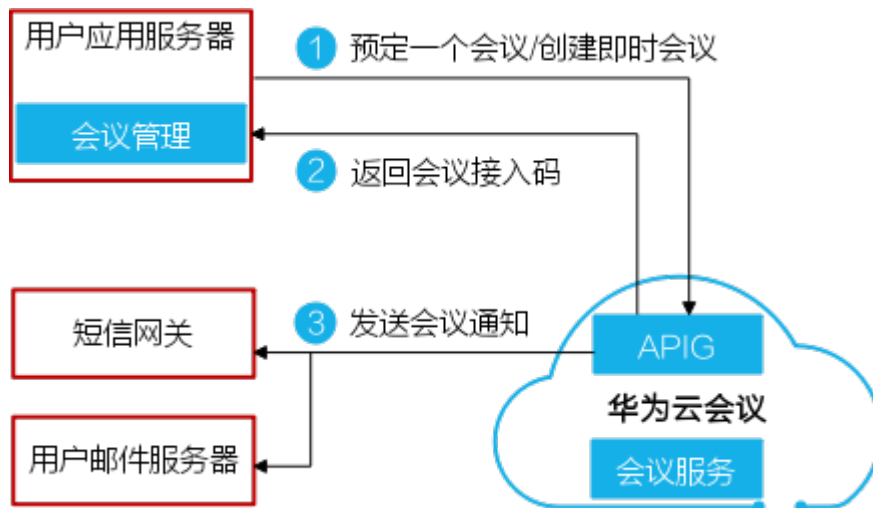 用户应用服务器
会议管理
1 预定一个会议/创建即时会议
2 返回会议接入码
短信网关
3 发送会议通知
用户邮件服务器
APIG
华为云会议
会议服务